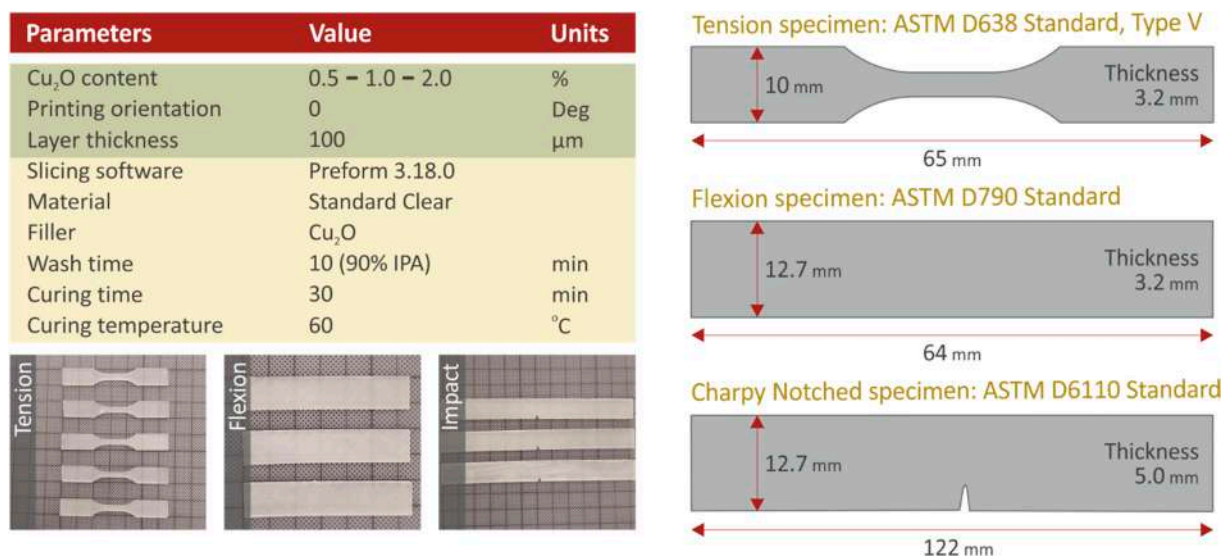 Parameters Value Units
Cu₂O content 0.5 – 1.0 – 2.0 %
Printing orientation 0 Deg
Layer thickness 100 µm
Slicing software Preform 3.18.0
Material Standard Clear
Filler Cu₂O
Wash time 10 (90% IPA) min
Curing time 30 min
Curing temperature 60 °C
Tension
Flexion
Impact
Tension specimen: ASTM D638 Standard, Type V
10 mm
Thickness
3.2 mm
65 mm
Flexion specimen: ASTM D790 Standard
12.7 mm
Thickness
3.2 mm
64 mm
Charpy Notched specimen: ASTM D6110 Standard
12.7 mm
Thickness
5.0 mm
122 mm